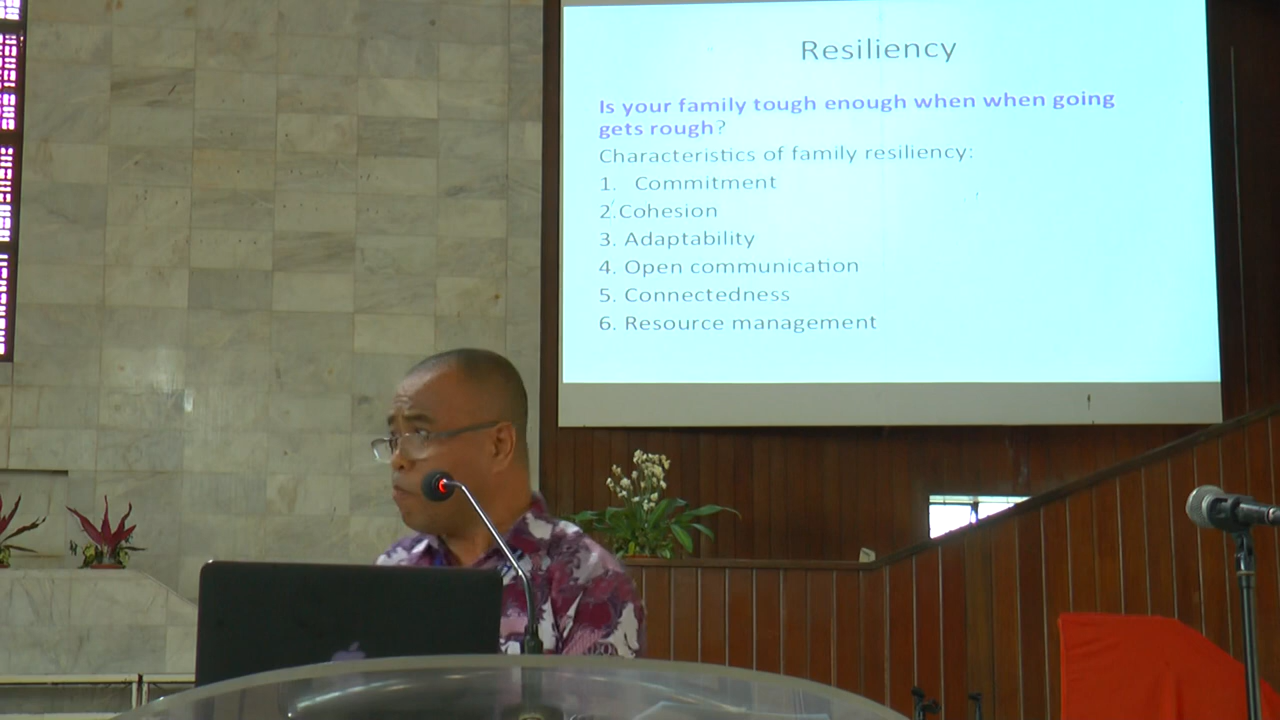 Resiliency
Is your family tough enough when when going
gets rough?
Characteristics of family resiliency:
1. Commitment
2. Cohesion
3. Adaptability
4. Open communication
5. Connectedness
6. Resource management